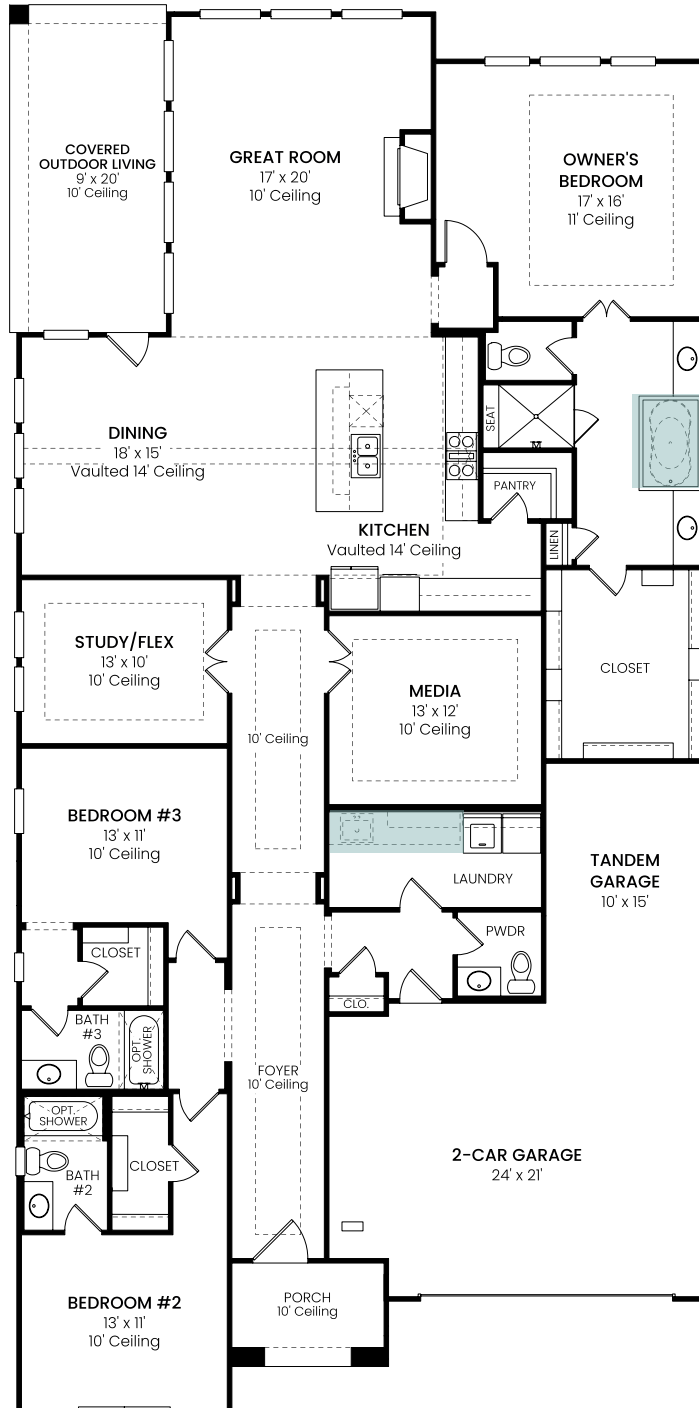 COVERED
OUTDOOR LIVING
9' x 20'
10' Ceiling
GREAT ROOM
17' x 20'
10' Ceiling
OWNER'S
BEDROOM
17' x 16'
11' Ceiling
DINING
18' x 15'
Vaulted 14' Ceiling
SEAT
PANTRY
KITCHEN
Vaulted 14' Ceiling
LINEN
STUDY/FLEX
13' x 10'
10' Ceiling
10' Ceiling
MEDIA
13' x 12'
10' Ceiling
CLOSET
BEDROOM #3
13' x 11'
10' Ceiling
LAUNDRY
TANDEM
GARAGE
10' x 15'
CLOSET
PWDR
CLO.
BATH
#3
OPT.
SHOWER
FOYER
10' Ceiling
OPT.
SHOWER
CLOSET
BATH
#2
2-CAR GARAGE
24' x 21'
BEDROOM #2
13' x 11'
10' Ceiling
PORCH
10' Ceiling